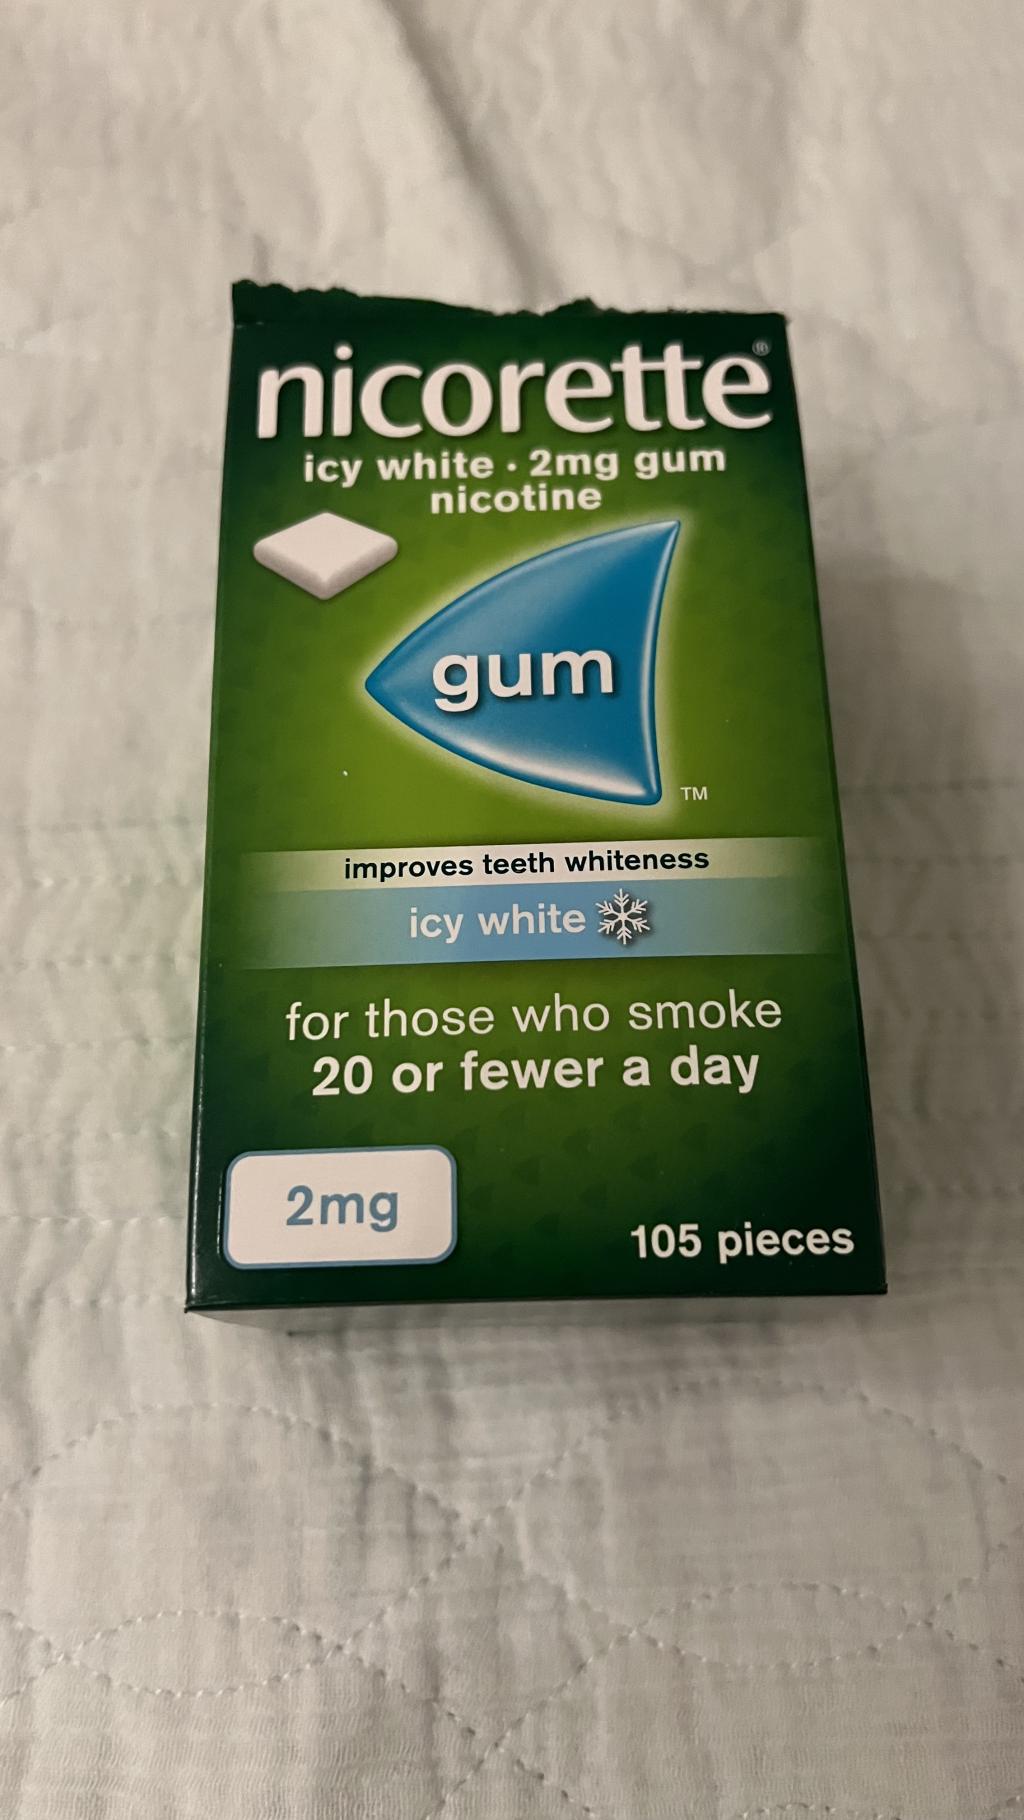 nicorette®
icy white · 2mg gum
nicotine
gum
TM
improves teeth whiteness
icy white
for those who smoke
20 or fewer a day
2mg
105 pieces